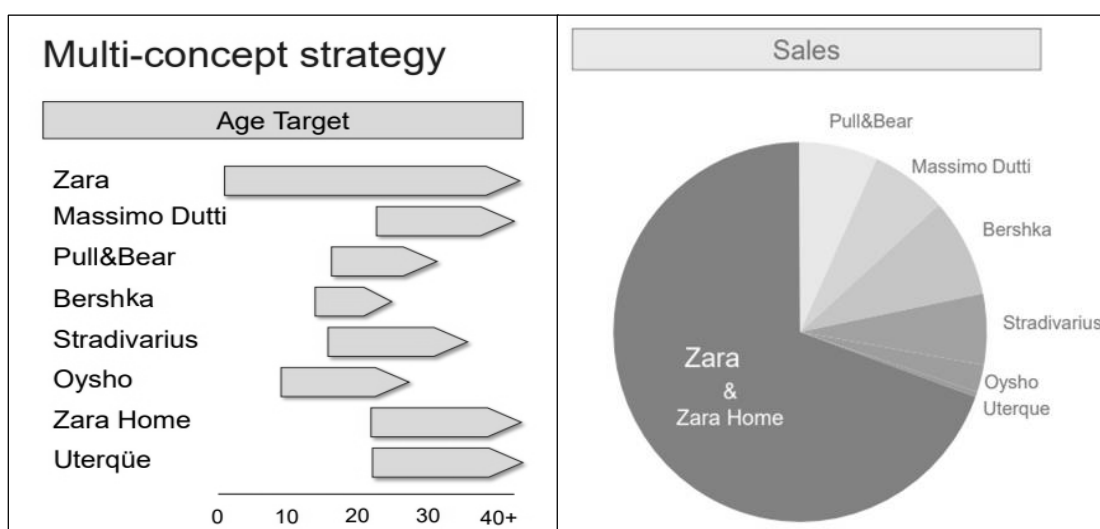 Multi-concept strategy
Age Target
Zara
Massimo Dutti
Pull&Bear
Bershka
Stradivarius
Oysho
Zara Home
Uterqüe
0 10 20 30 40+
Sales
Pull&Bear
Massimo Dutti
Bershka
Stradivarius
Oysho
Uterque
Zara
&
Zara Home